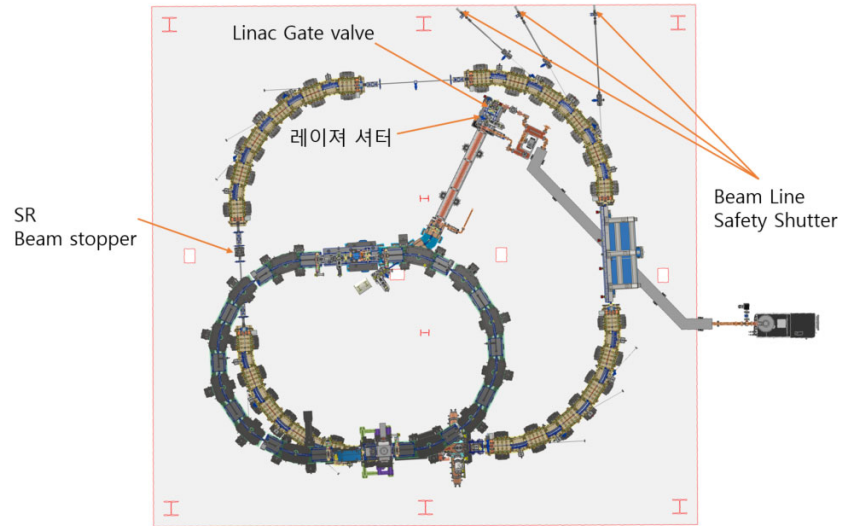 Linac Gate valve
레이져 셔터
SR
Beam stopper
Beam Line
Safety Shutter